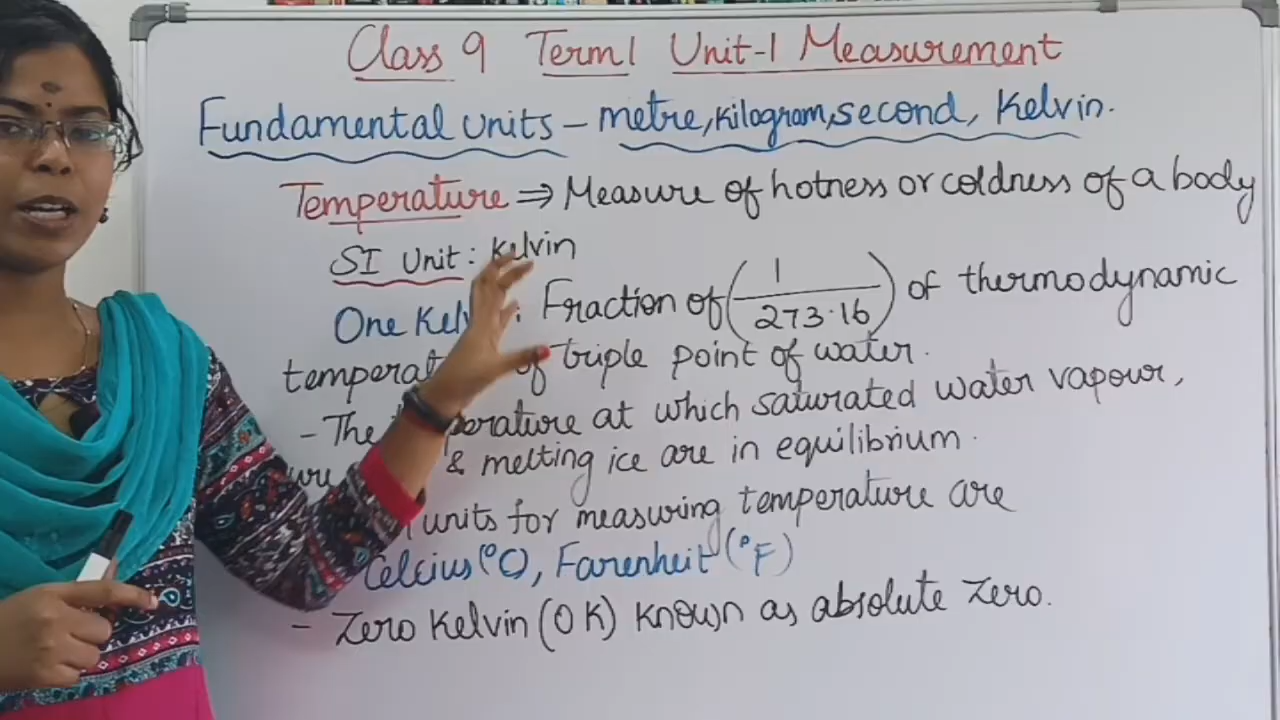 Class 9 Term 1 Unit-1 Measurement
Fundamental units – metre, kilogram, second, Kelvin.
Temperature ⇒ Measure of hotness or coldness of a body
SI Unit : Kelvin
One : Fraction of (1/273.16) of thermodynamic
of triple point of water.
- The at which saturated water vapour,
& melting ice are in equilibrium.
units for measuring temperature are
Celcius (°C), Farenheit (°F)
- Zero Kelvin (0 K) known as absolute Zero.